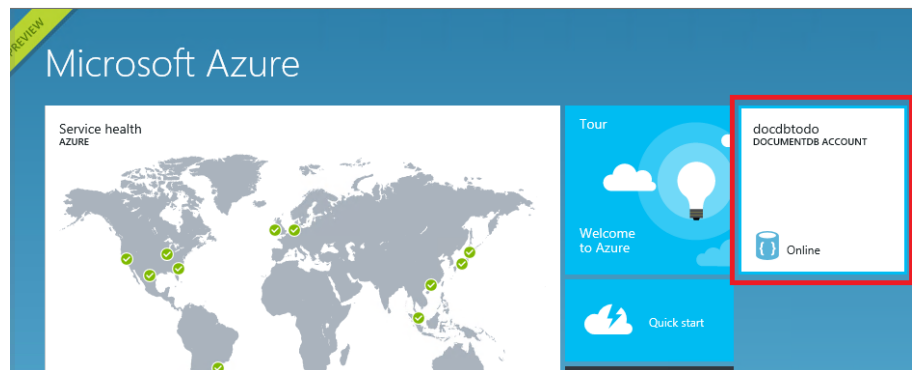 PREVIEW
Microsoft Azure
Service health
AZURE
Tour
Welcome
to Azure
Quick start
docdbtodo
DOCUMENTDB ACCOUNT
{ } Online